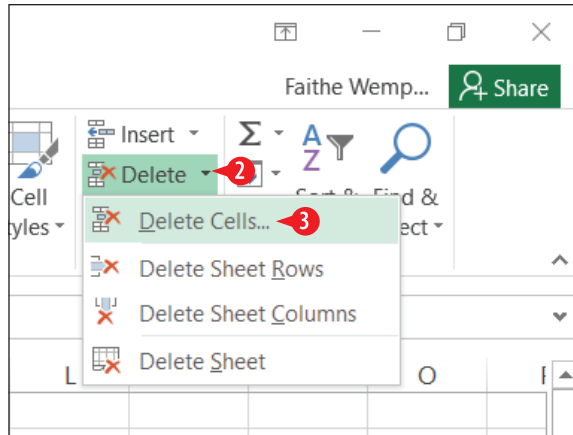 Faithe Wemp... Share
Insert Σ A
Z
Delete 2
Cell Sort & Find &
yles ect
Delete Cells... 3
Delete Sheet Rows
Delete Sheet Columns
Delete Sheet
L O